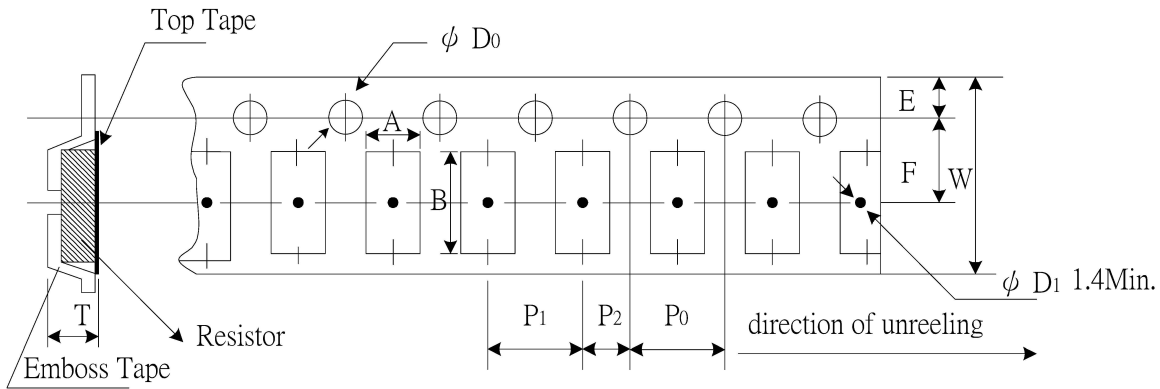 Top Tape
ϕ D0
A
E
F
W
B
T
Resistor
Emboss Tape
P1
P2
P0
ϕ D1 1.4Min.
direction of unreeling